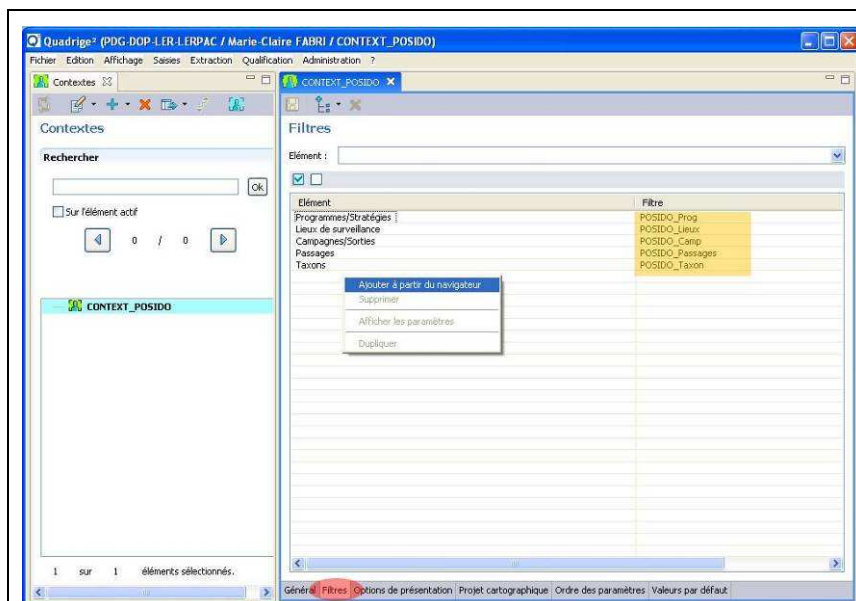 Quadrige² (PDG-DOP-LER-LERPAC / Marie-Claire FABRI / CONTEXT_POSIDO)
Fichier Edition Affichage Saisies Extraction Qualification Administration ?
Contextes
CONTEXT_POSIDO
Contextes
Rechercher
Ok
Sur l'élément actif
0 / 0
CONTEXT_POSIDO
1 sur 1 éléments sélectionnés.
Filtres
Elément :
Elément Filtre
Programmes/Stratégies POSIDO_Prog
Lieux de surveillance POSIDO_Lieux
Campagnes/Sorties POSIDO_Camp
Passages POSIDO_Passages
Taxons POSIDO_Taxon
Ajouter à partir du navigateur
Supprimer
Afficher les paramètres
Dupliquer
Général Filtres Options de présentation Projet cartographique Ordre des paramètres Valeurs par défaut